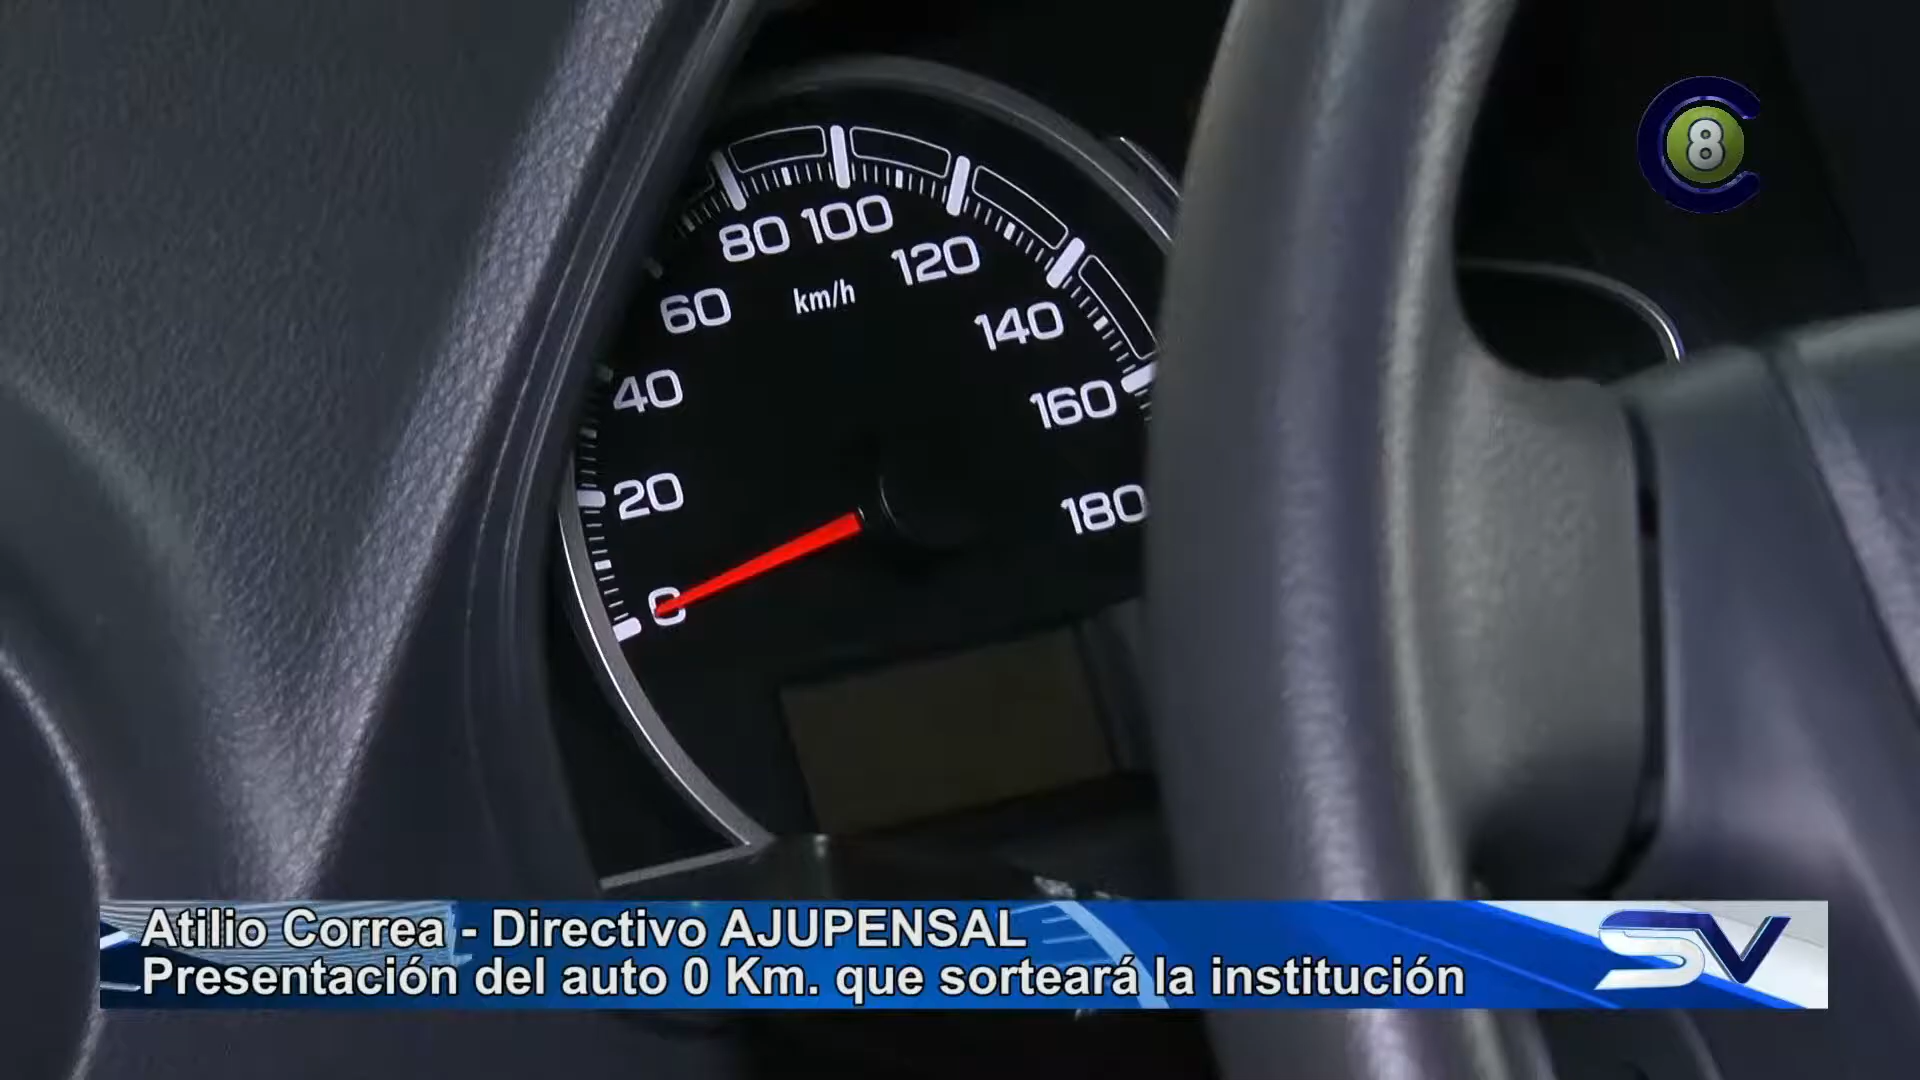 8
80 100
120
km/h
60
140
40
160
20
180
0
Atilio Correa - Directivo AJUPENSAL
Presentación del auto 0 Km. que sorteará la institución
SV